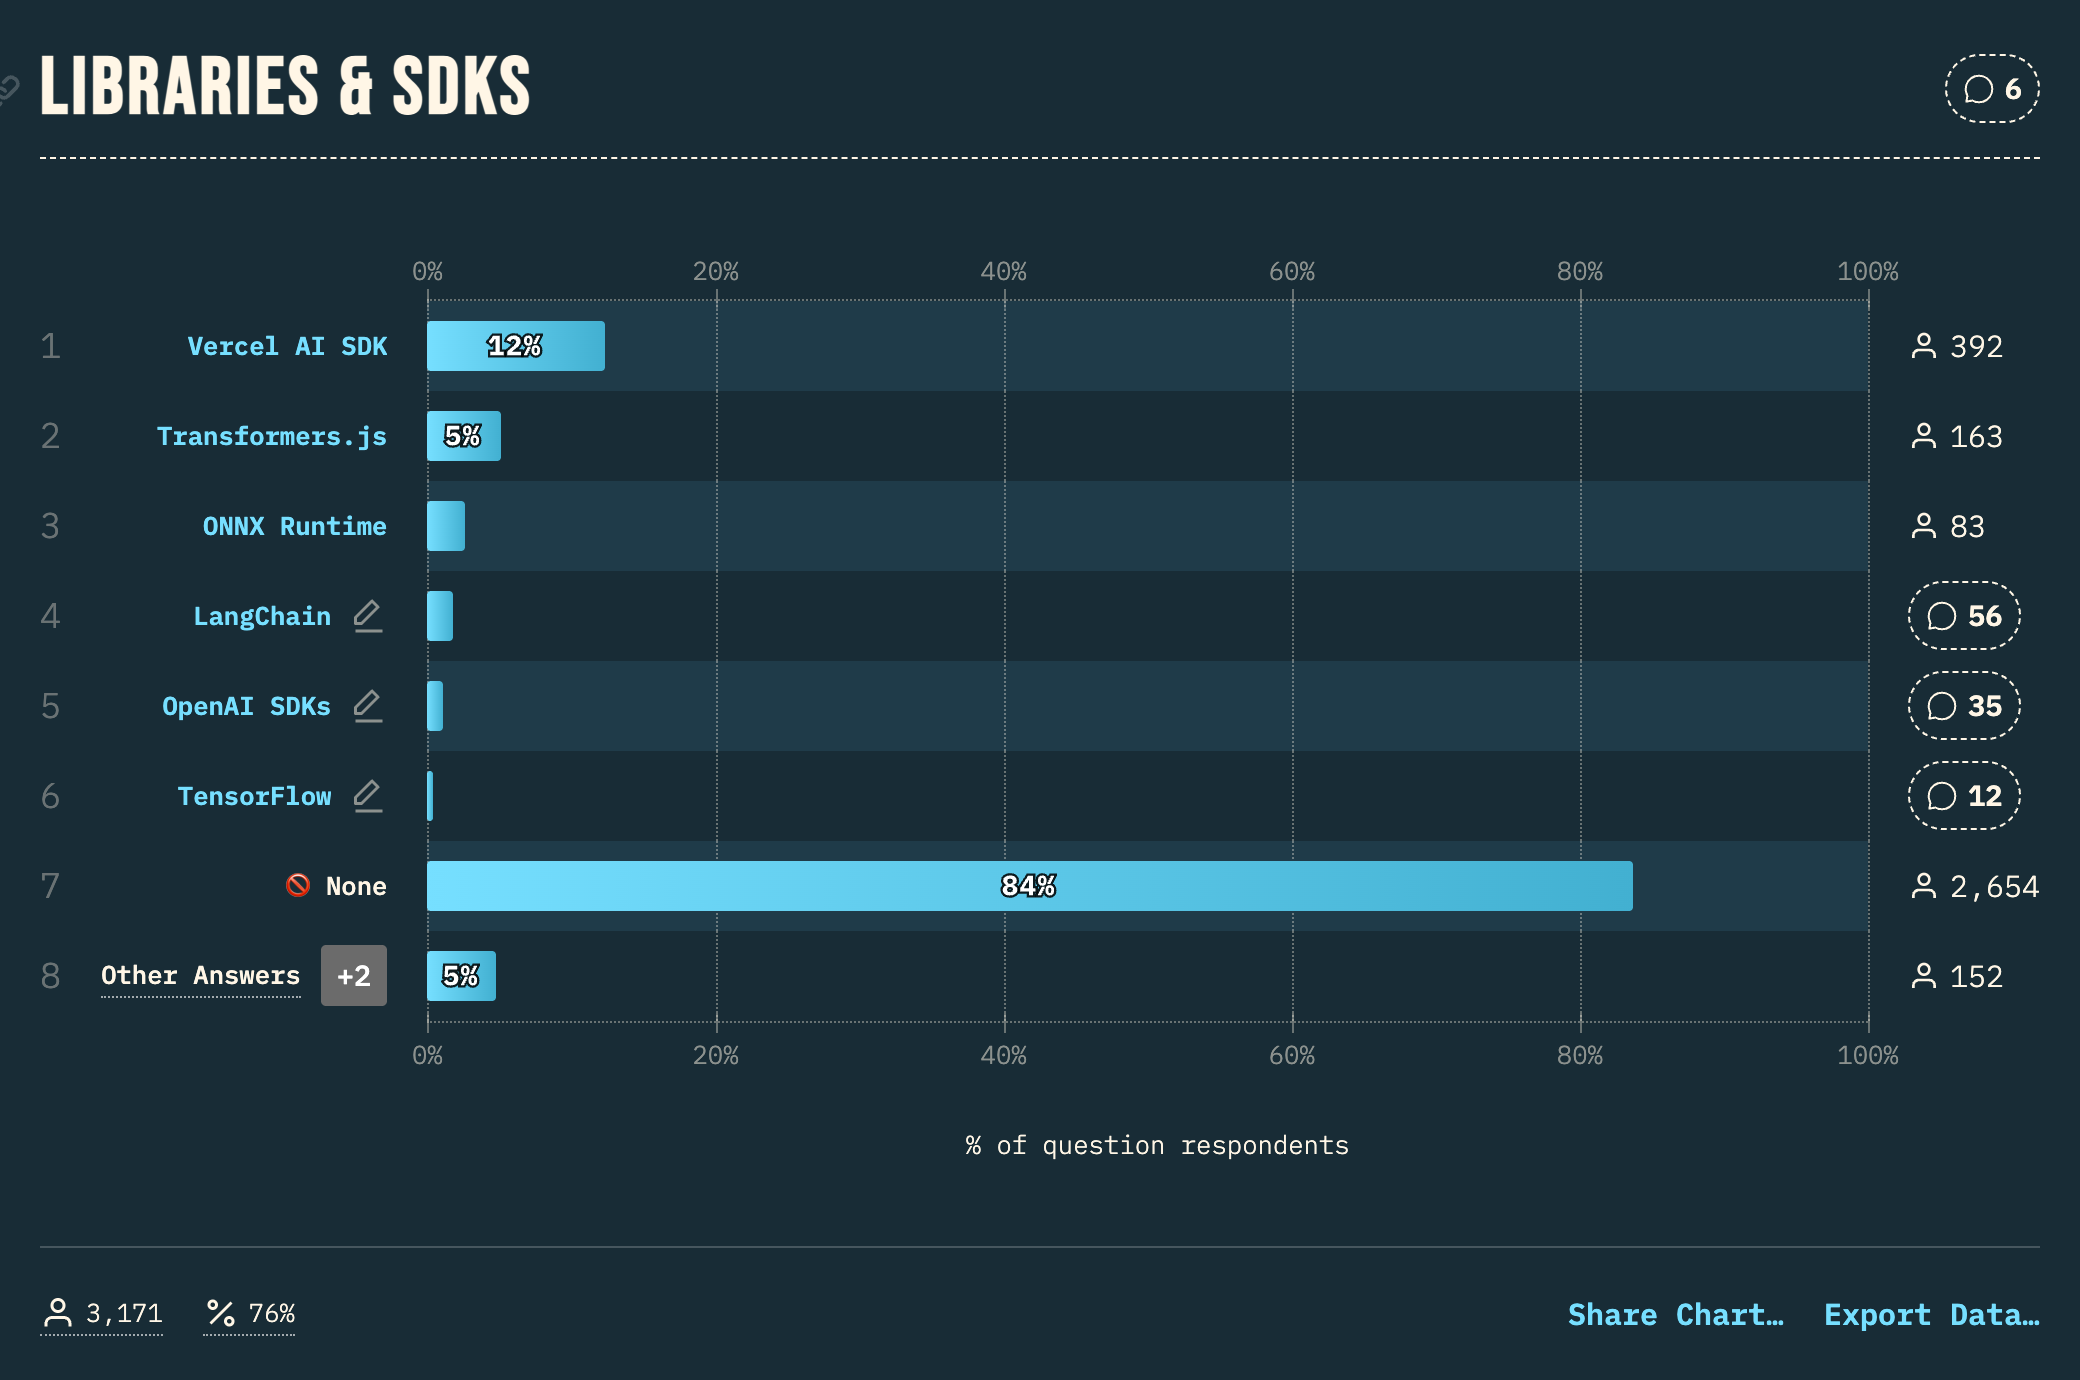 LIBRARIES & SDKS
6
0% 20% 40% 60% 80% 100%
1 Vercel AI SDK 12% 392
2 Transformers.js 5% 163
3 ONNX Runtime 83
4 LangChain 56
5 OpenAI SDKs 35
6 TensorFlow 12
7 None 84% 2,654
8 Other Answers +2 5% 152
0% 20% 40% 60% 80% 100%
% of question respondents
3,171 76% Share Chart… Export Data…